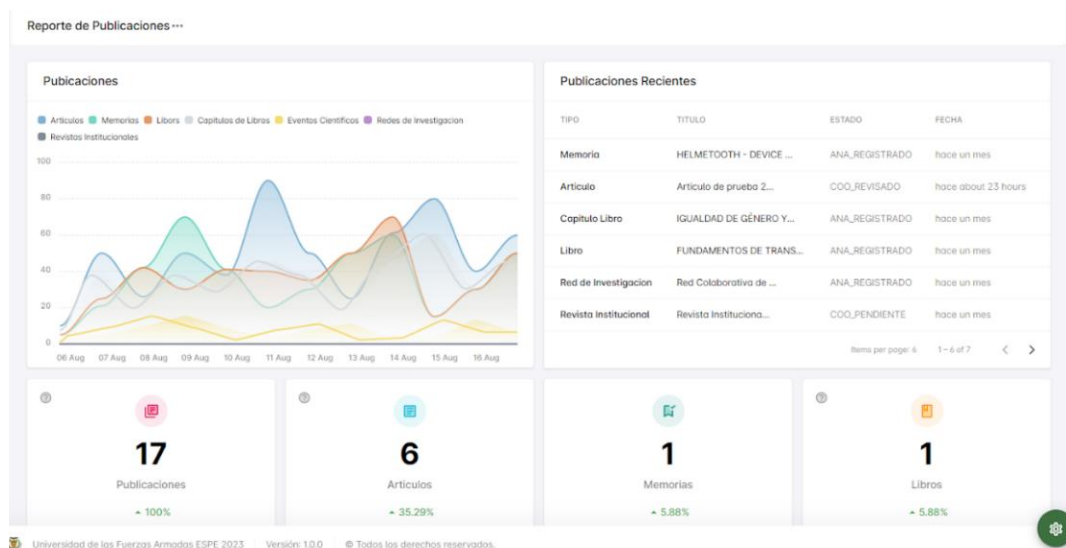 Reporte de Publicaciones ···
Pubicaciones
Articulos Memorias Libors Capitulos de Libros Eventos Cientificos Redes de Investigacion
Revistas Institucionales
100
80
60
40
20
0
06 Aug 07 Aug 08 Aug 09 Aug 10 Aug 11 Aug 12 Aug 13 Aug 14 Aug 15 Aug 16 Aug
Publicaciones Recientes
TIPO TITULO ESTADO FECHA
Memoria HELMETOOTH - DEVICE ... ANA_REGISTRADO hace un mes
Articulo Articulo de prueba 2... COO_REVISADO hace about 23 hours
Capitulo Libro IGUALDAD DE GÉNERO Y... ANA_REGISTRADO hace un mes
Libro FUNDAMENTOS DE TRANS... ANA_REGISTRADO hace un mes
Red de Investigacion Red Colaborativa de ... ANA_REGISTRADO hace un mes
Revista Institucional Revista Instituciona... COO_PENDIENTE hace un mes
Items per page: 6 1 – 6 of 7
17
Publicaciones
100%
6
Articulos
35.29%
1
Memorias
5.88%
1
Libros
5.88%
Universidad de las Fuerzas Armadas ESPE 2023 Versión: 1.0.0 © Todos los derechos reservados.